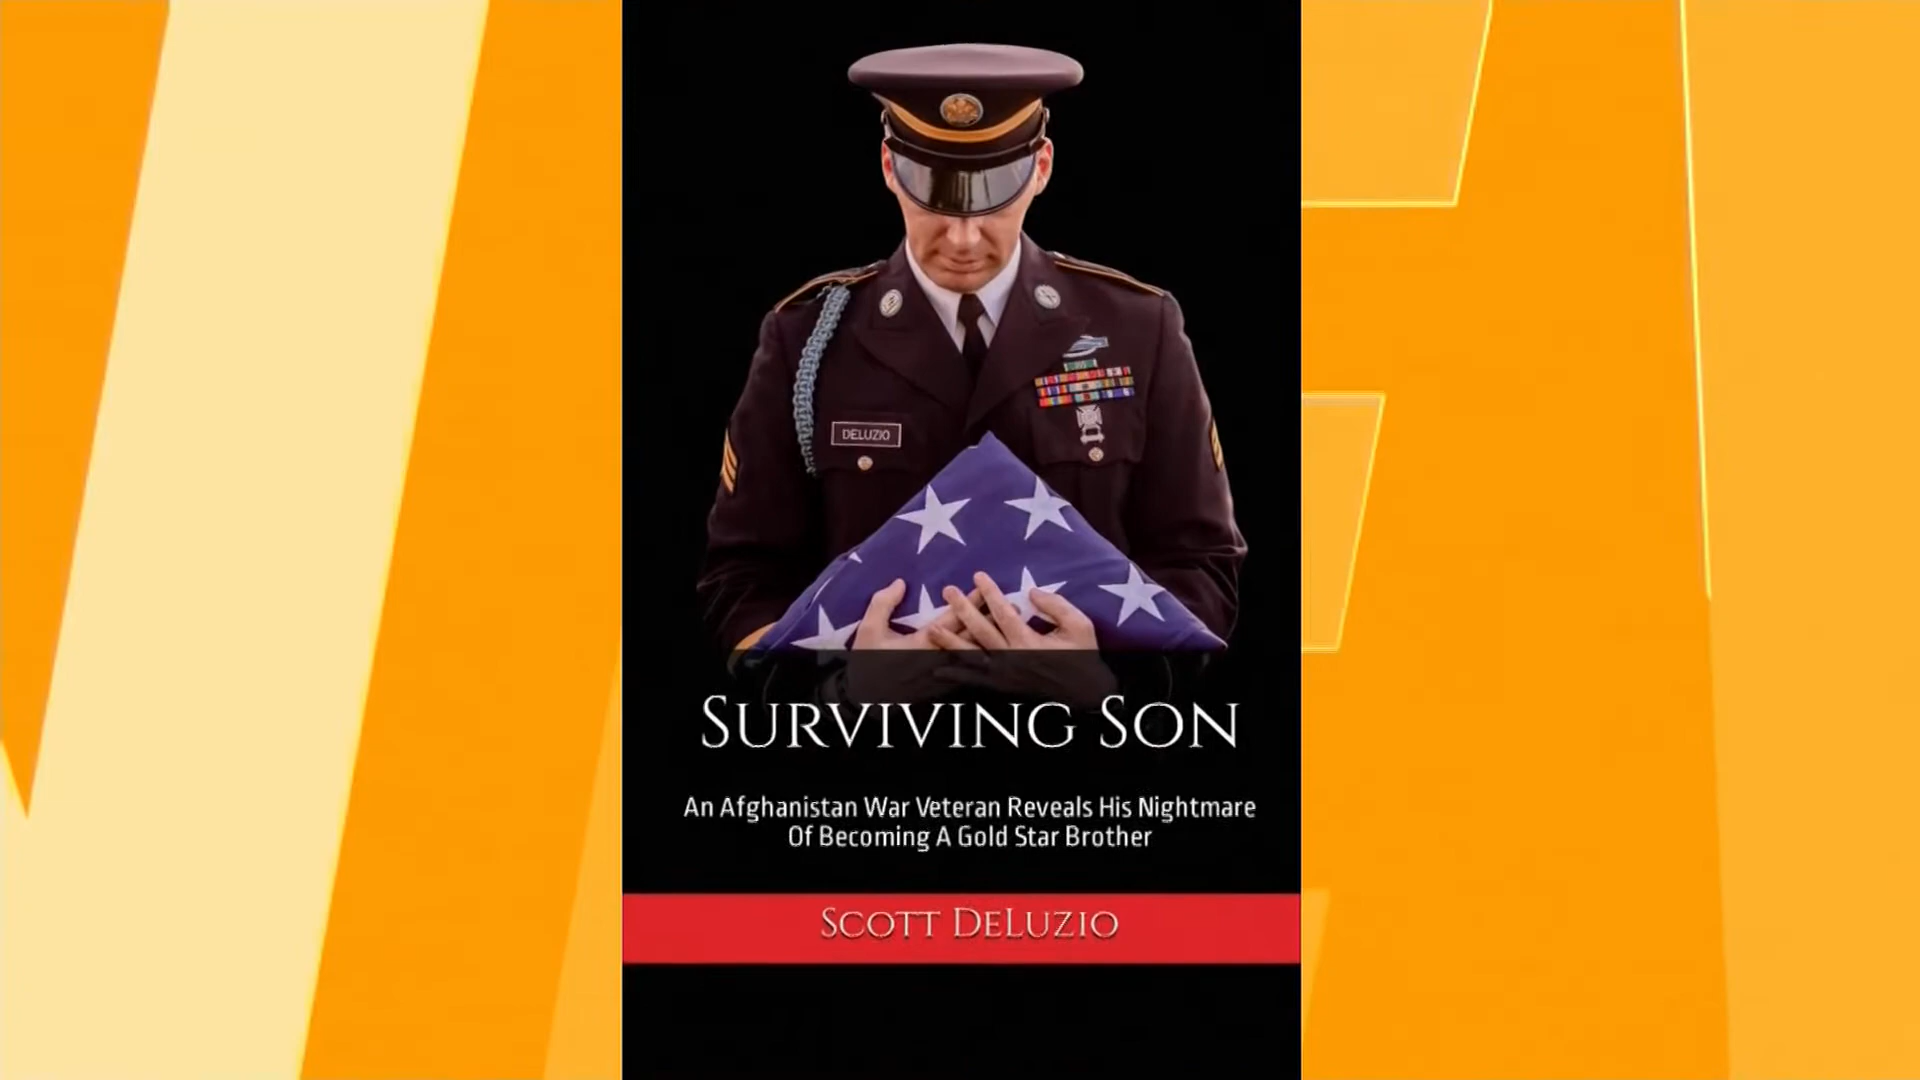 DELUZIO
SURVIVING SON
An Afghanistan War Veteran Reveals His Nightmare
Of Becoming A Gold Star Brother
SCOTT DELUZIO